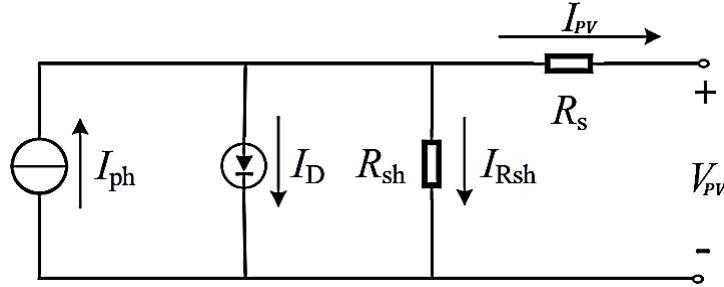 I_PV
+
R_s
I_ph
I_D
R_sh
I_Rsh
V_PV
-